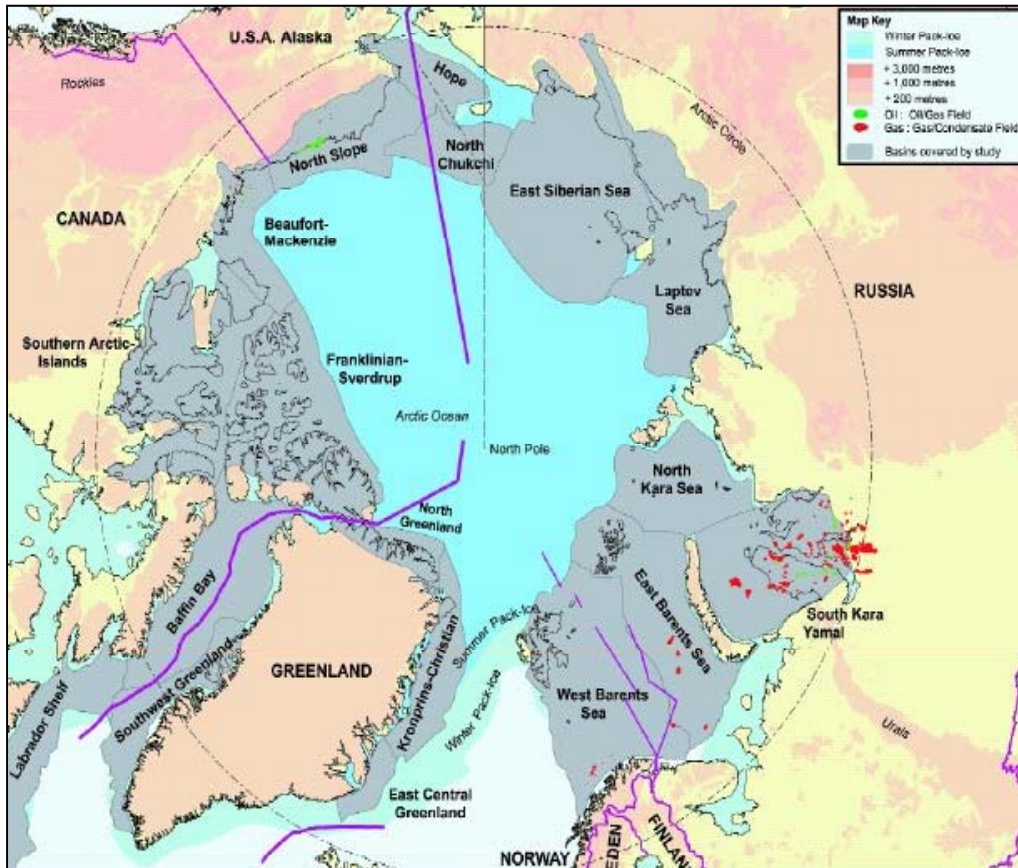 U.S.A. Alaska
Rockies
Hope
North Slope
North
Chukchi
East Siberian Sea
Arctic Circle
Map Key
Winter Pack-Ice
Summer Pack-Ice
+ 3,000 metres
+ 1,000 metres
+ 200 metres
Oil : Oil/Gas Field
Gas : Gas/Condensate Field
Basins covered by study
CANADA
Beaufort-
Mackenzie
Laptev
Sea
RUSSIA
Southern Arctic-
Islands
Franklinian-
Sverdrup
Arctic Ocean
North Pole
North
Kara Sea
North
Greenland
Baffin Bay
East Barents
Sea
South Kara
Yamal
Summer Pack-Ice
Southwest Greenland
GREENLAND
Kronprins-Christian
Winter Pack-Ice
West Barents
Sea
Labrador Shelf
Urals
East Central
Greenland
NORWAY
EDEN
FINLAN